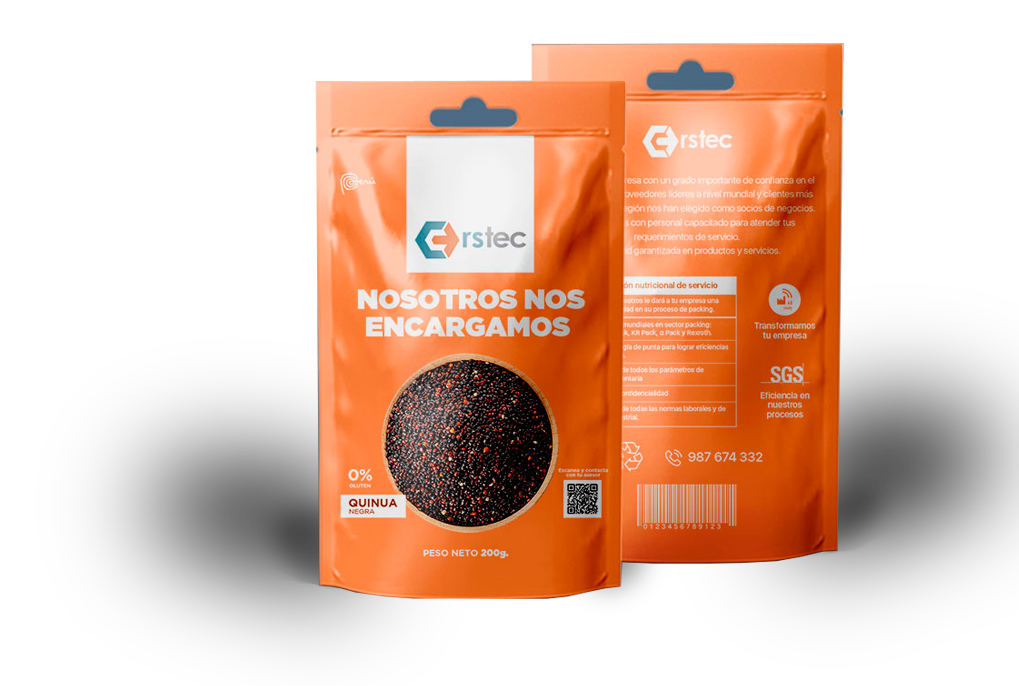 Perú
rstec
NOSOTROS NOS
ENCARGAMOS
0%
GLUTEN
QUINUA
NEGRA
Escanea y contacta
con tu asesor
PESO NETO 200g.
rstec
resa con un grado importante de confianza en el
oveedores líderes a nivel mundial y clientes más
egión nos han elegido como socios de negocios.
s con personal capacitado para atender tus
requerimientos de servicio.
d garantizada en productos y servicios.
ón nutricional de servicio
osotros le dará a tu empresa una
dad en su proceso de packing.
mundiales en sector packing:
KR Pack, α Pack y Rexroth.
gía de punta para lograr eficiencias
de todos los parámetros de
entaria
onfidencialidad
de todas las normas laborales y de
strial.
Transformamos
tu empresa
SGS
Eficiencia en
nuestros
procesos
987 674 332
0123456789123